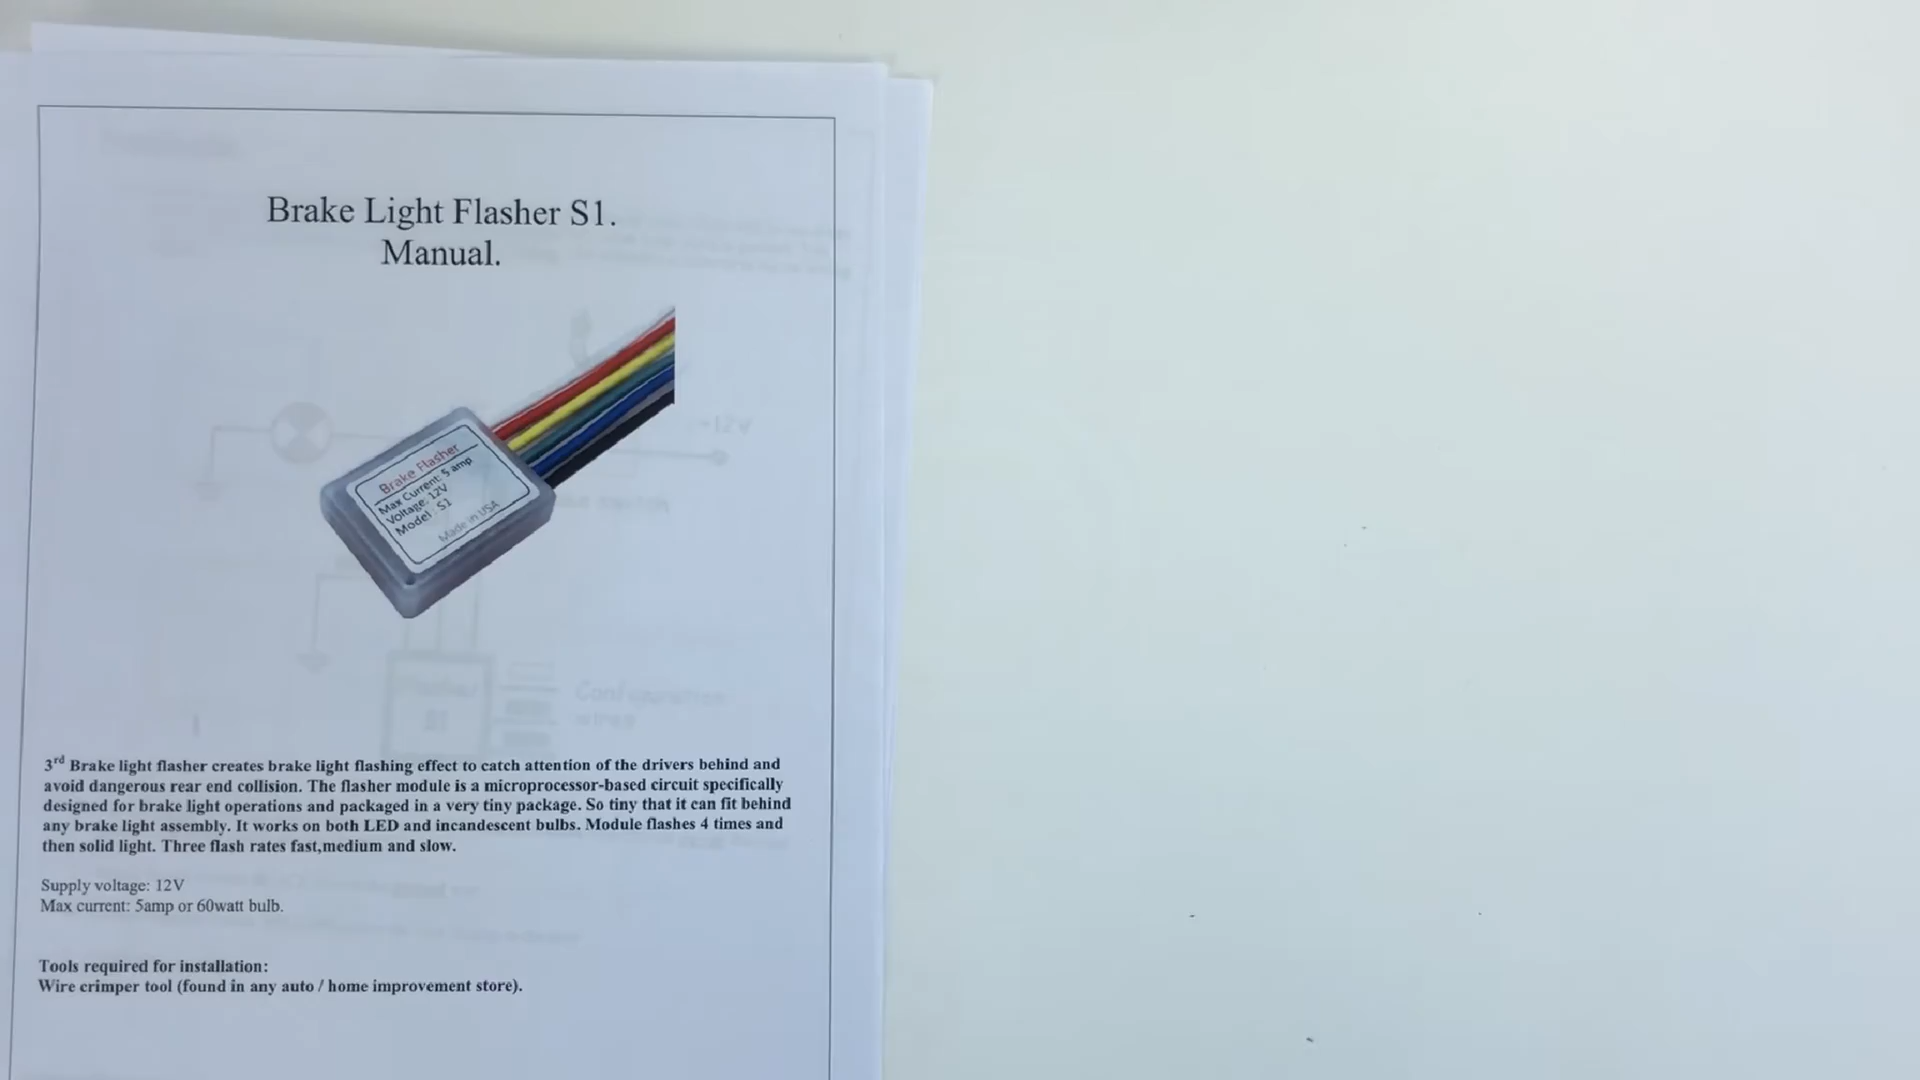 Brake Light Flasher S1.
Manual.
Brake Flasher
Max Current: 5 amp
Voltage: 12V
Model : S1
Made in USA
~12V
Configuration
wires
3rd Brake light flasher creates brake light flashing effect to catch attention of the drivers behind and
avoid dangerous rear end collision. The flasher module is a microprocessor-based circuit specifically
designed for brake light operations and packaged in a very tiny package. So tiny that it can fit behind
any brake light assembly. It works on both LED and incandescent bulbs. Module flashes 4 times and
then solid light. Three flash rates fast,medium and slow.
Supply voltage: 12V
Max current: 5amp or 60watt bulb.
Tools required for installation:
Wire crimper tool (found in any auto / home improvement store).